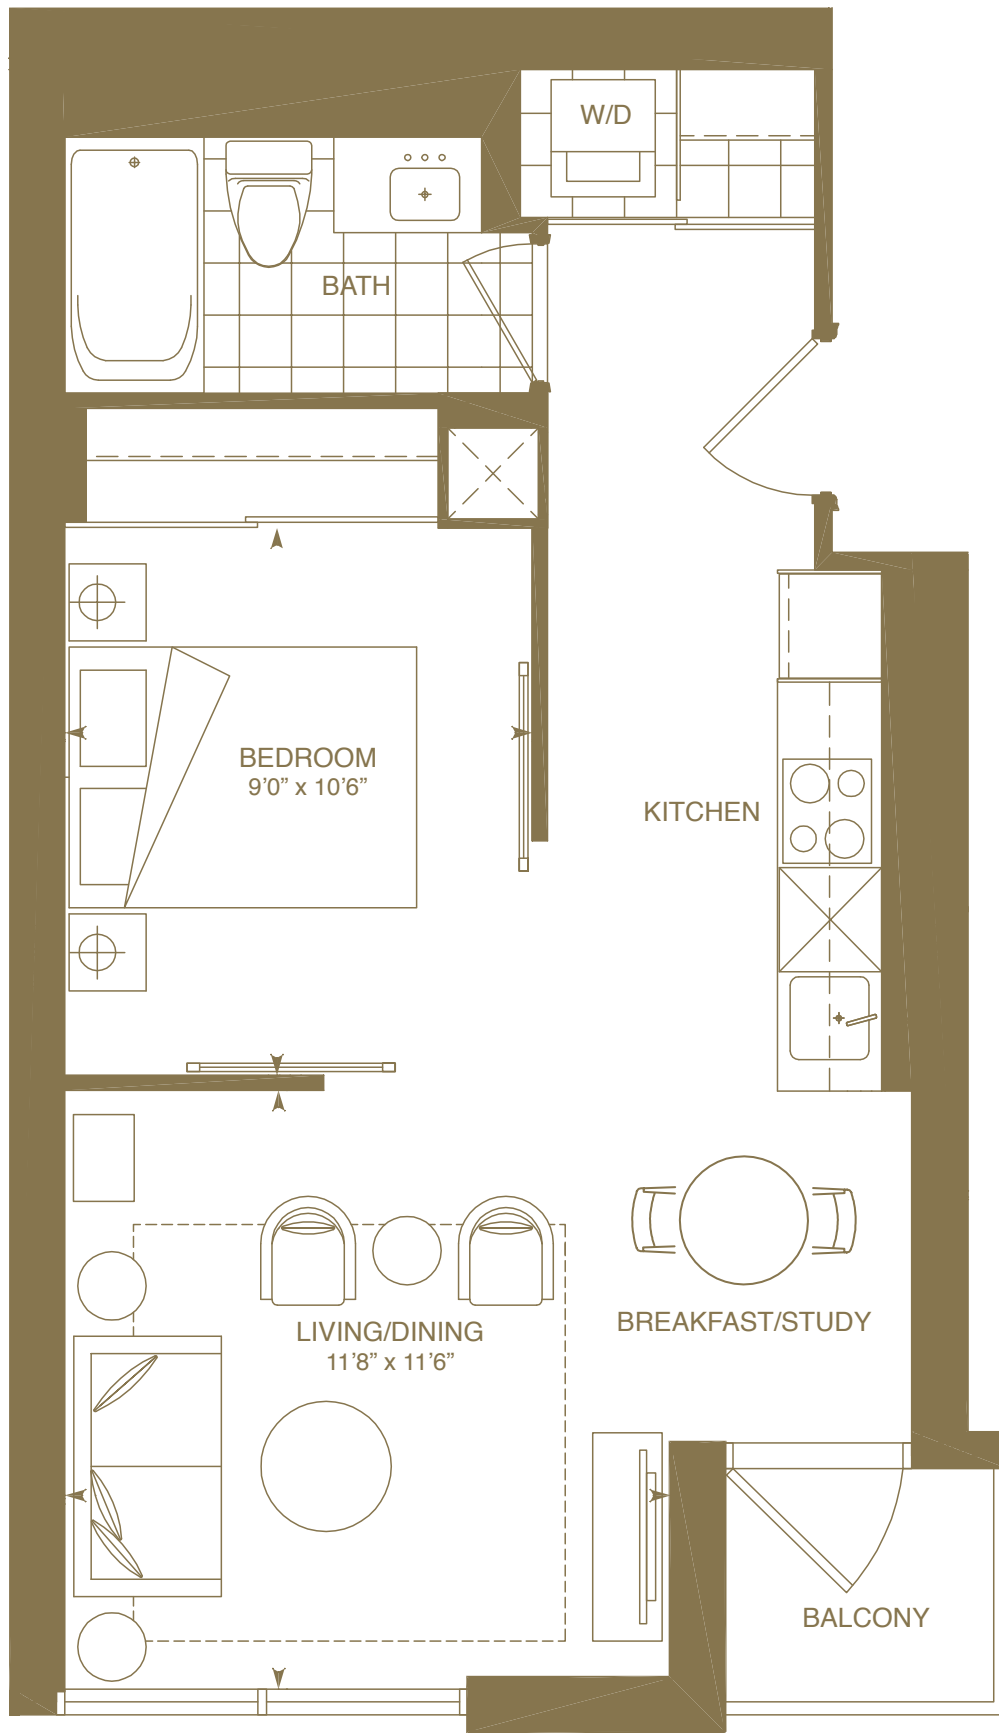 W/D
BATH
BEDROOM
9’0” x 10’6”
KITCHEN
BREAKFAST/STUDY
LIVING/DINING
11’8” x 11’6”
BALCONY